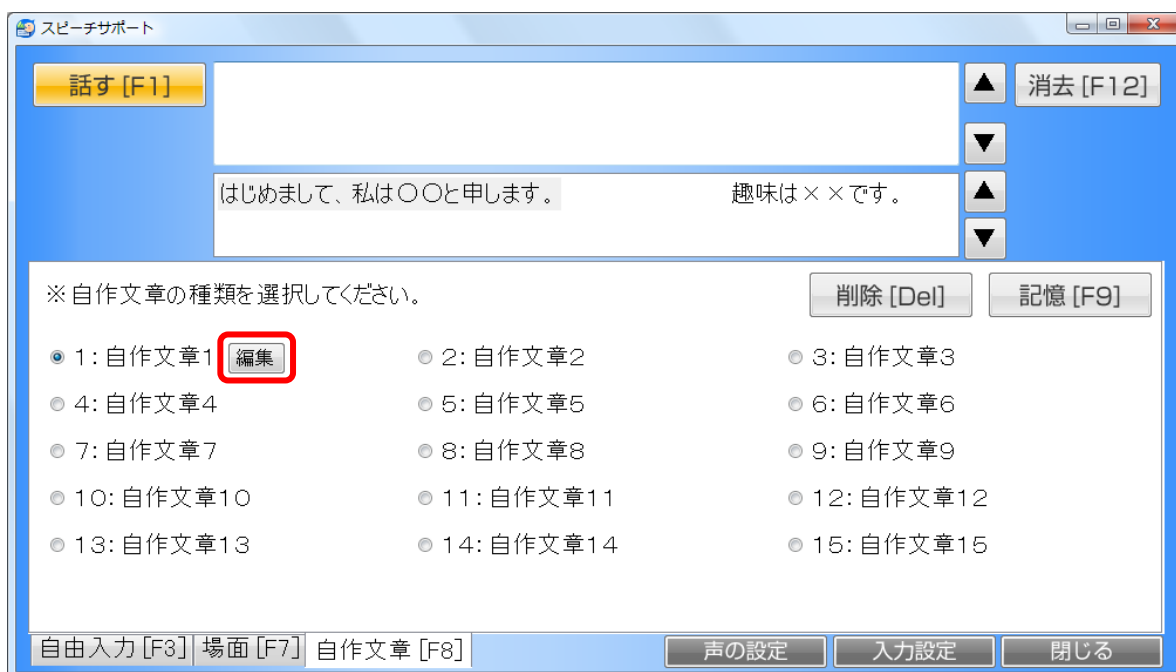 スピーチサポート
話す [F1]
▲ 消去 [F12]
▼
はじめまして、私は〇〇と申します。 趣味は××です。 ▲
▼
※自作文章の種類を選択してください。 削除 [Del] 記憶 [F9]
1:自作文章1 編集 2:自作文章2 3:自作文章3
4:自作文章4 5:自作文章5 6:自作文章6
7:自作文章7 8:自作文章8 9:自作文章9
10:自作文章10 11:自作文章11 12:自作文章12
13:自作文章13 14:自作文章14 15:自作文章15
自由入力 [F3] 場面 [F7] 自作文章 [F8] 声の設定 入力設定 閉じる